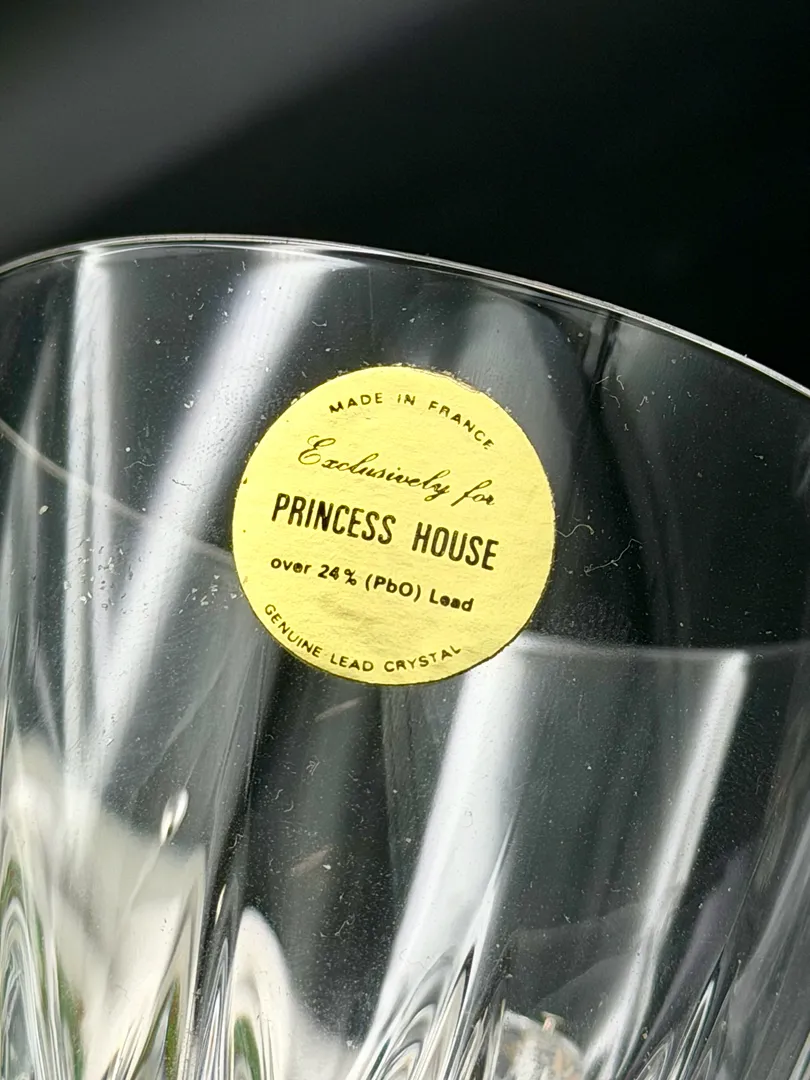 MADE IN FRANCE
Exclusively for
PRINCESS HOUSE
over 24% (PbO) Lead
GENUINE LEAD CRYSTAL